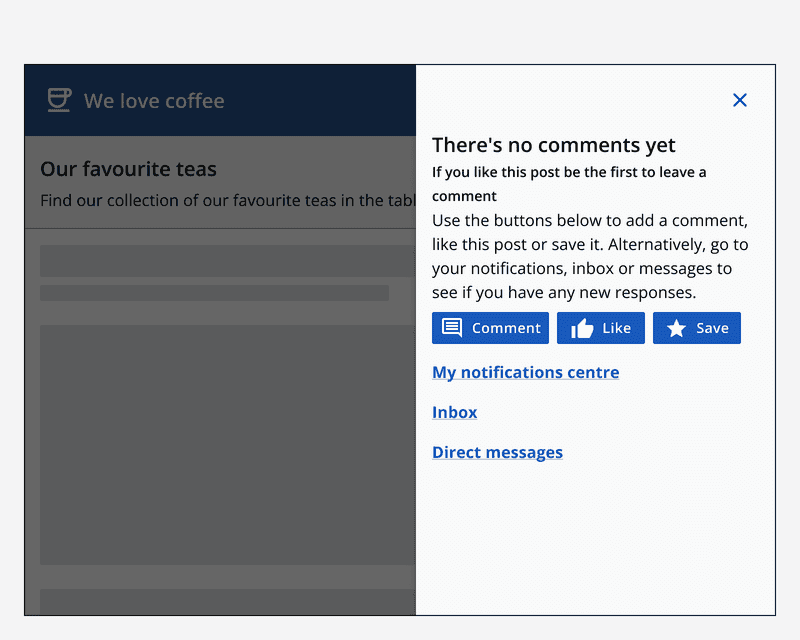 We love coffee
Our favourite teas
Find our collection of our favourite teas in the tabl
There's no comments yet
If you like this post be the first to leave a
comment
Use the buttons below to add a comment,
like this post or save it. Alternatively, go to
your notifications, inbox or messages to
see if you have any new responses.
Comment Like Save
My notifications centre
Inbox
Direct messages